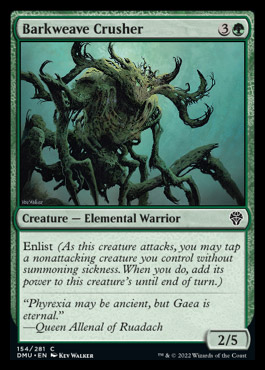 Barkweave Crusher 3
Creature — Elemental Warrior
Enlist (As this creature attacks, you may tap
a nonattacking creature you control without
summoning sickness. When you do, add its
power to this creature's until end of turn.)
"Phyrexia may be ancient, but Gaea is
eternal."
—Queen Allenal of Ruadach
2/5
154/281 C
DMU • EN Kev Walker
™ & © 2022 Wizards of the Coast